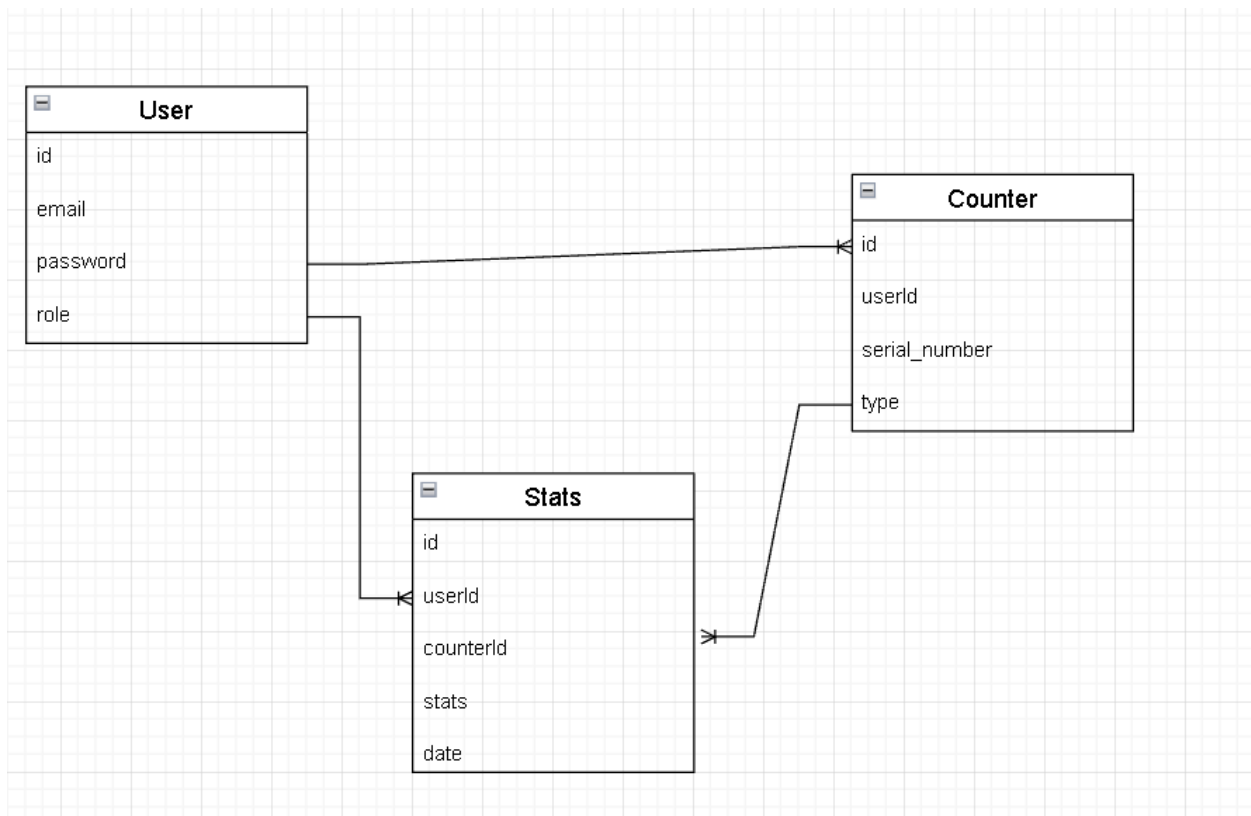 User
id
email
password
role
Counter
id
userId
serial_number
type
Stats
id
userId
counterId
stats
date